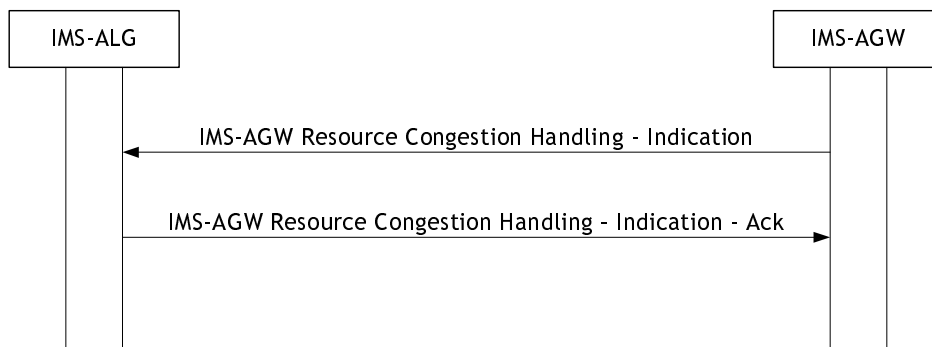 IMS-ALG
IMS-AGW
IMS-AGW Resource Congestion Handling - Indication
IMS-AGW Resource Congestion Handling - Indication - Ack